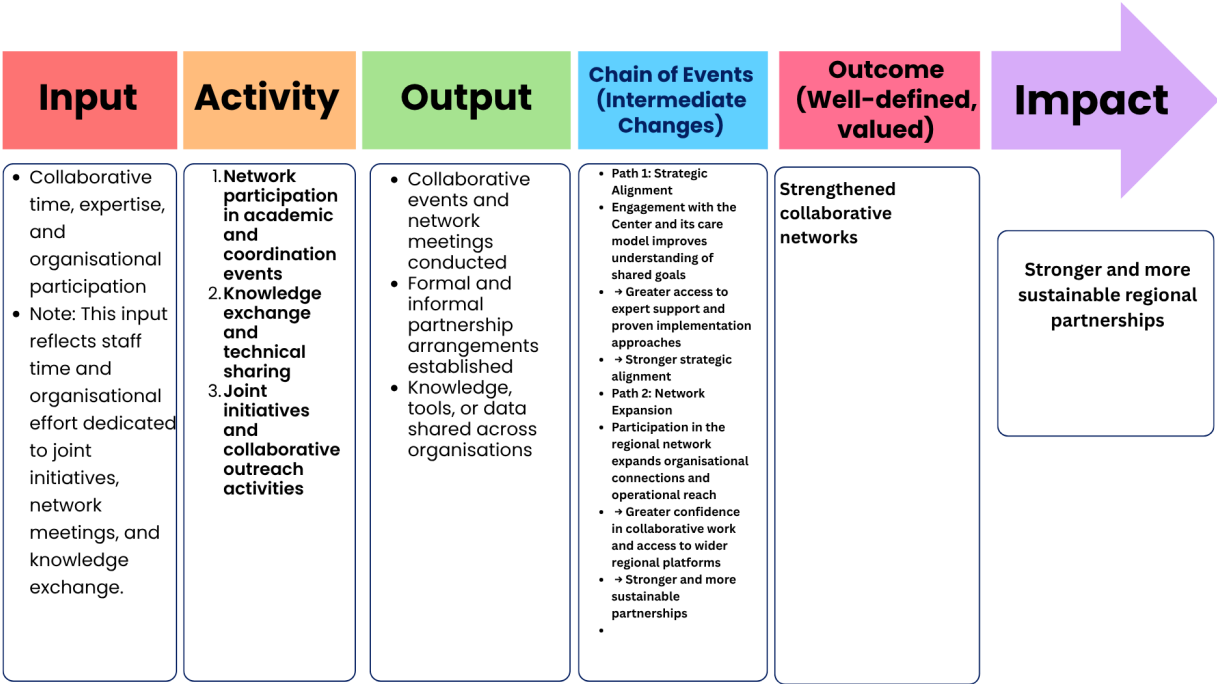 Input
Activity
Output
Chain of Events
(Intermediate
Changes)
Outcome
(Well-defined,
valued)
Impact
• Collaborative
time, expertise,
and
organisational
participation
• Note: This input
reflects staff
time and
organisational
effort dedicated
to joint
initiatives,
network
meetings, and
knowledge
exchange.
1. Network
participation
in academic
and
coordination
events
2. Knowledge
exchange
and
technical
sharing
3. Joint
initiatives
and
collaborative
outreach
activities
• Collaborative
events and
network
meetings
conducted
• Formal and
informal
partnership
arrangements
established
• Knowledge,
tools, or data
shared across
organisations
• Path 1: Strategic
Alignment
• Engagement with the
Center and its care
model improves
understanding of
shared goals
• → Greater access to
expert support and
proven implementation
approaches
• → Stronger strategic
alignment
• Path 2: Network
Expansion
• Participation in the
regional network
expands organisational
connections and
operational reach
• → Greater confidence
in collaborative work
and access to wider
regional platforms
• → Stronger and more
sustainable
partnerships
•
Strengthened
collaborative
networks
Stronger and more
sustainable regional
partnerships